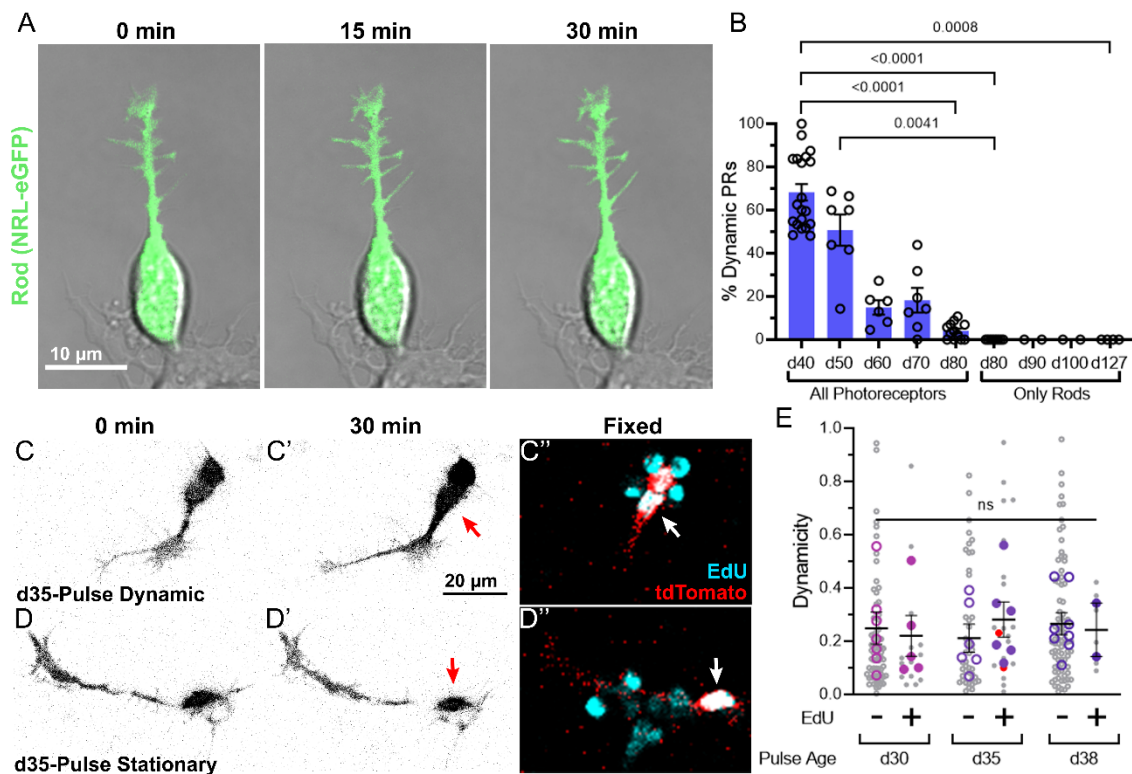 A
0 min
15 min
30 min
Rod (NRL-eGFP)
10 µm
B
0.0008
<0.0001
<0.0001
0.0041
% Dynamic PRs
100
80
60
40
20
0
d40 d50 d60 d70 d80 d80 d90 d100 d127
All Photoreceptors
Only Rods
0 min
30 min
Fixed
C
C'
C''
d35-Pulse Dynamic
20 µm
EdU
tdTomato
D
D'
D''
d35-Pulse Stationary
E
Dynamicity
1.0
0.8
0.6
0.4
0.2
0.0
ns
EdU - + - + - +
Pulse Age d30 d35 d38